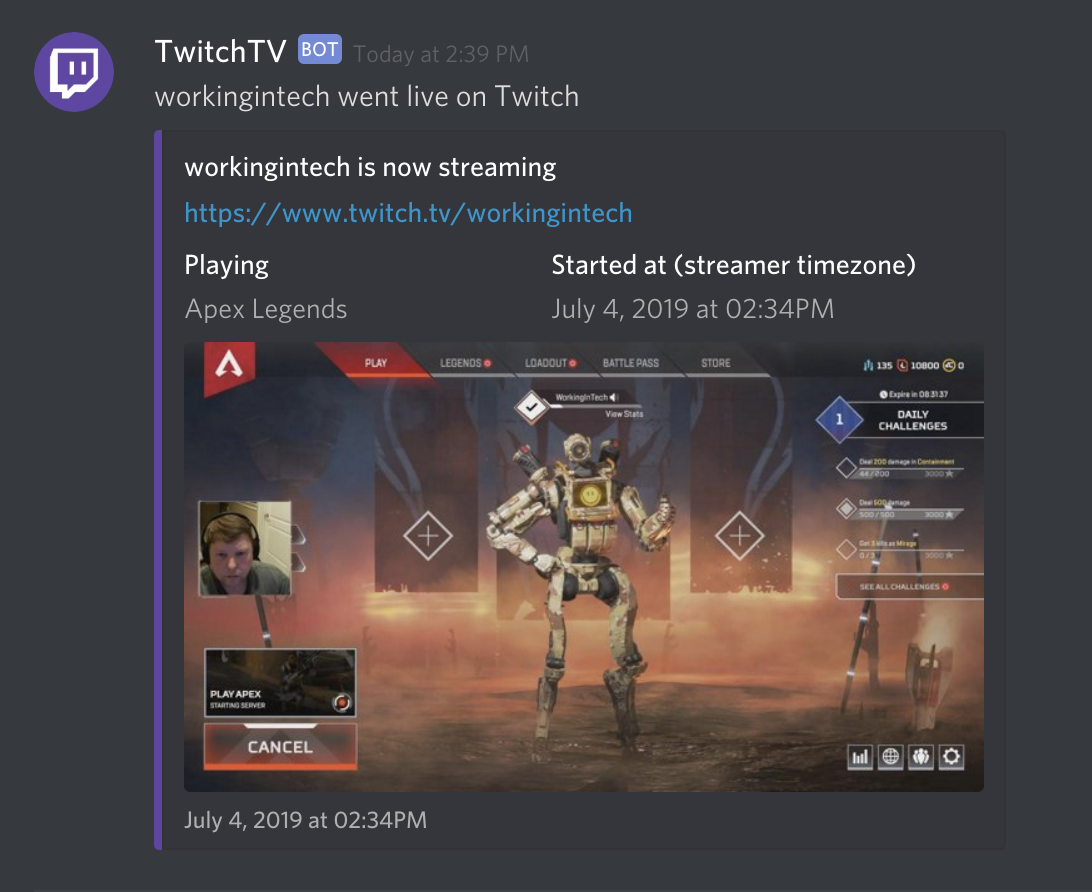 TwitchTV BOT Today at 2:39 PM
workingintech went live on Twitch
workingintech is now streaming
https://www.twitch.tv/workingintech
Playing
Started at (streamer timezone)
Apex Legends
July 4, 2019 at 02:34PM
PLAY
LEGENDS
LOADOUT
BATTLE PASS
STORE
135
10800
0
WorkingInTech
View Stats
Expire in 08:31:37
1
DAILY
CHALLENGES
Deal 200 damage in Containment
44/200
3000
Deal 500 damage
500/500
3000
Get 3 kills as Mirage
0/3
3000
SEE ALL CHALLENGES
PLAY APEX
STARTING SERVER
CANCEL
July 4, 2019 at 02:34PM